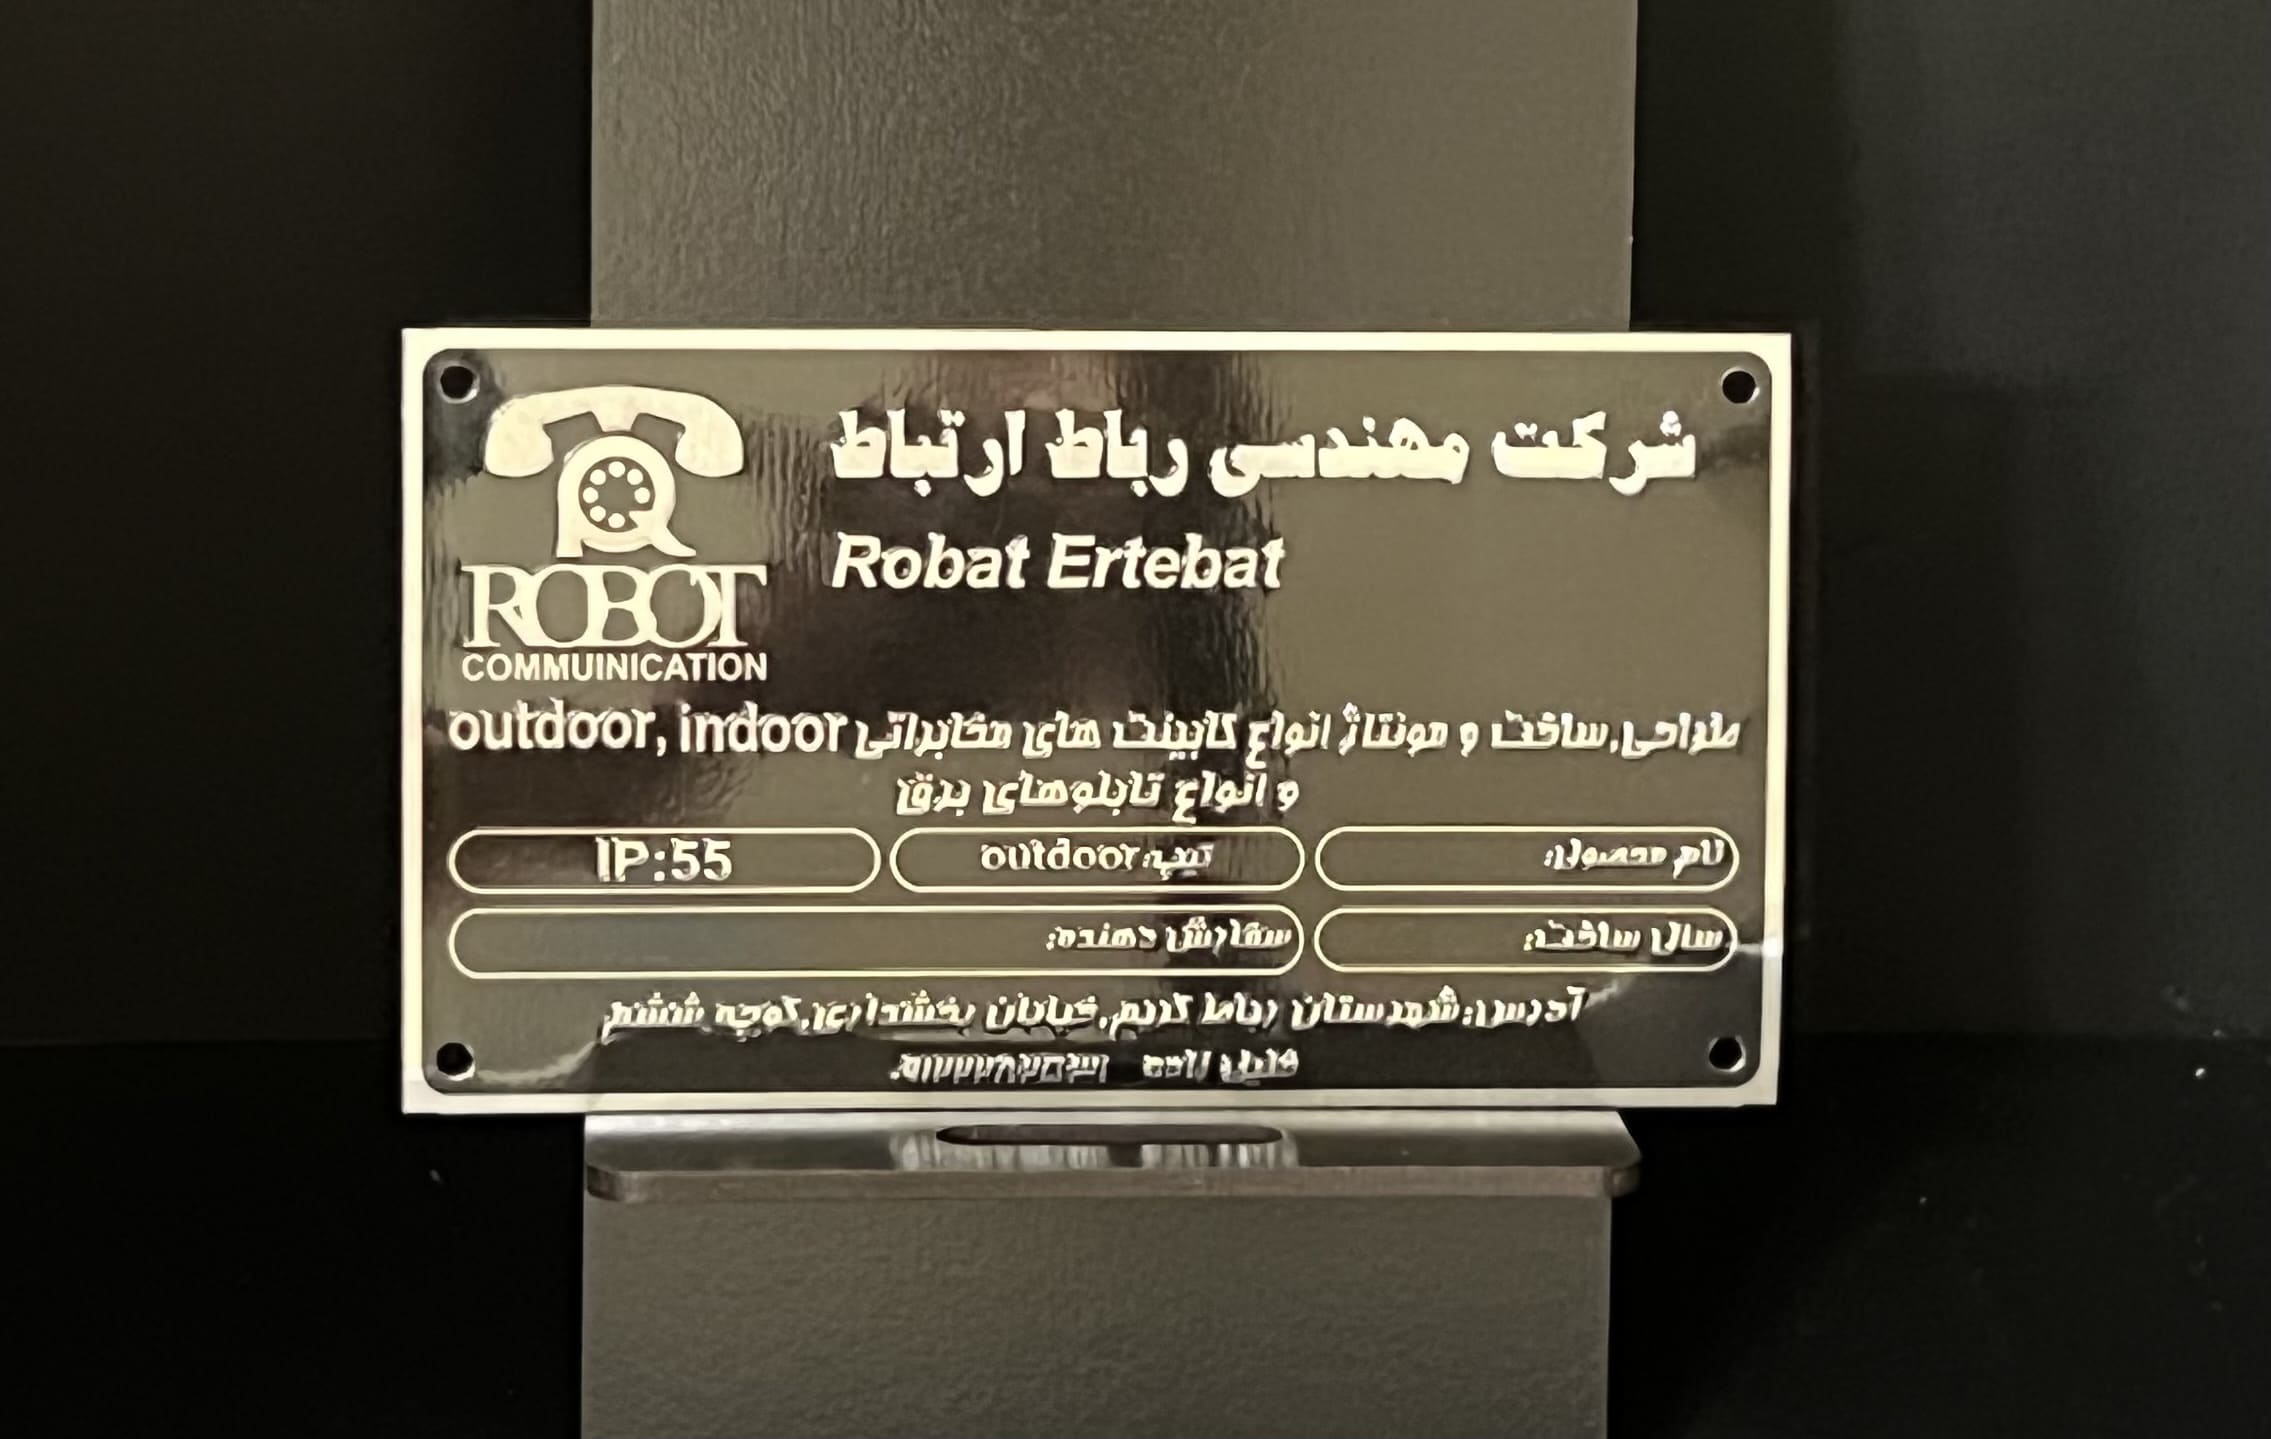 شرکت مهندسی رباط ارتباط
Robat Ertebat
ROBOT
COMMUINICATION
طراحی,ساخت و مونتاژ انواع کابینت های مخابراتی outdoor, indoor
و انواع تابلوهای برق
نام محصول:
تیپ:outdoor
IP:55
سال ساخت:
سفارش دهنده:
آدرس:شهرستان رباط کریم,خیابان بخشداری,کوچه ششم